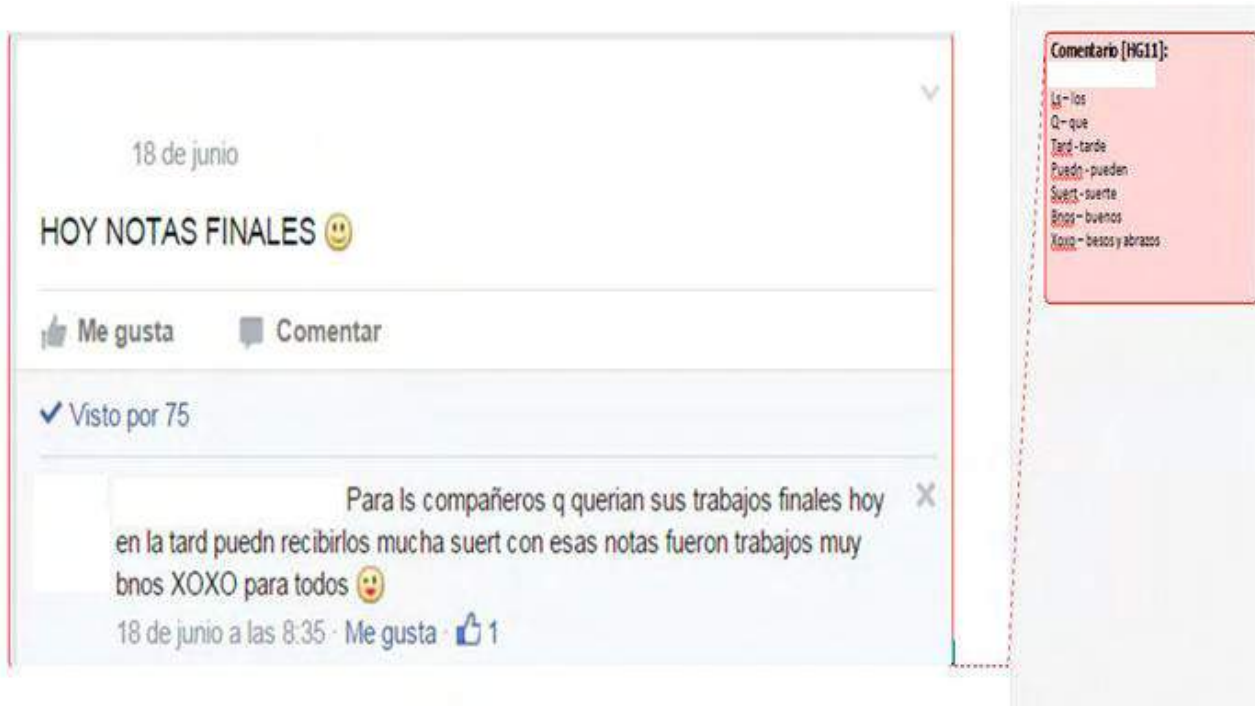 18 de junio
HOY NOTAS FINALES
Me gusta
Comentar
Visto por 75
Para ls compañeros q querian sus trabajos finales hoy
en la tard puedn recibirlos mucha suert con esas notas fueron trabajos muy
bnos XOXO para todos
18 de junio a las 8:35 · Me gusta · 1
Comentario [HG11]:
Ls – los
Q – que
Tard - tarde
Puedn - pueden
Suert - suerte
Bnos – buenos
Xoxo – besos y abrazos